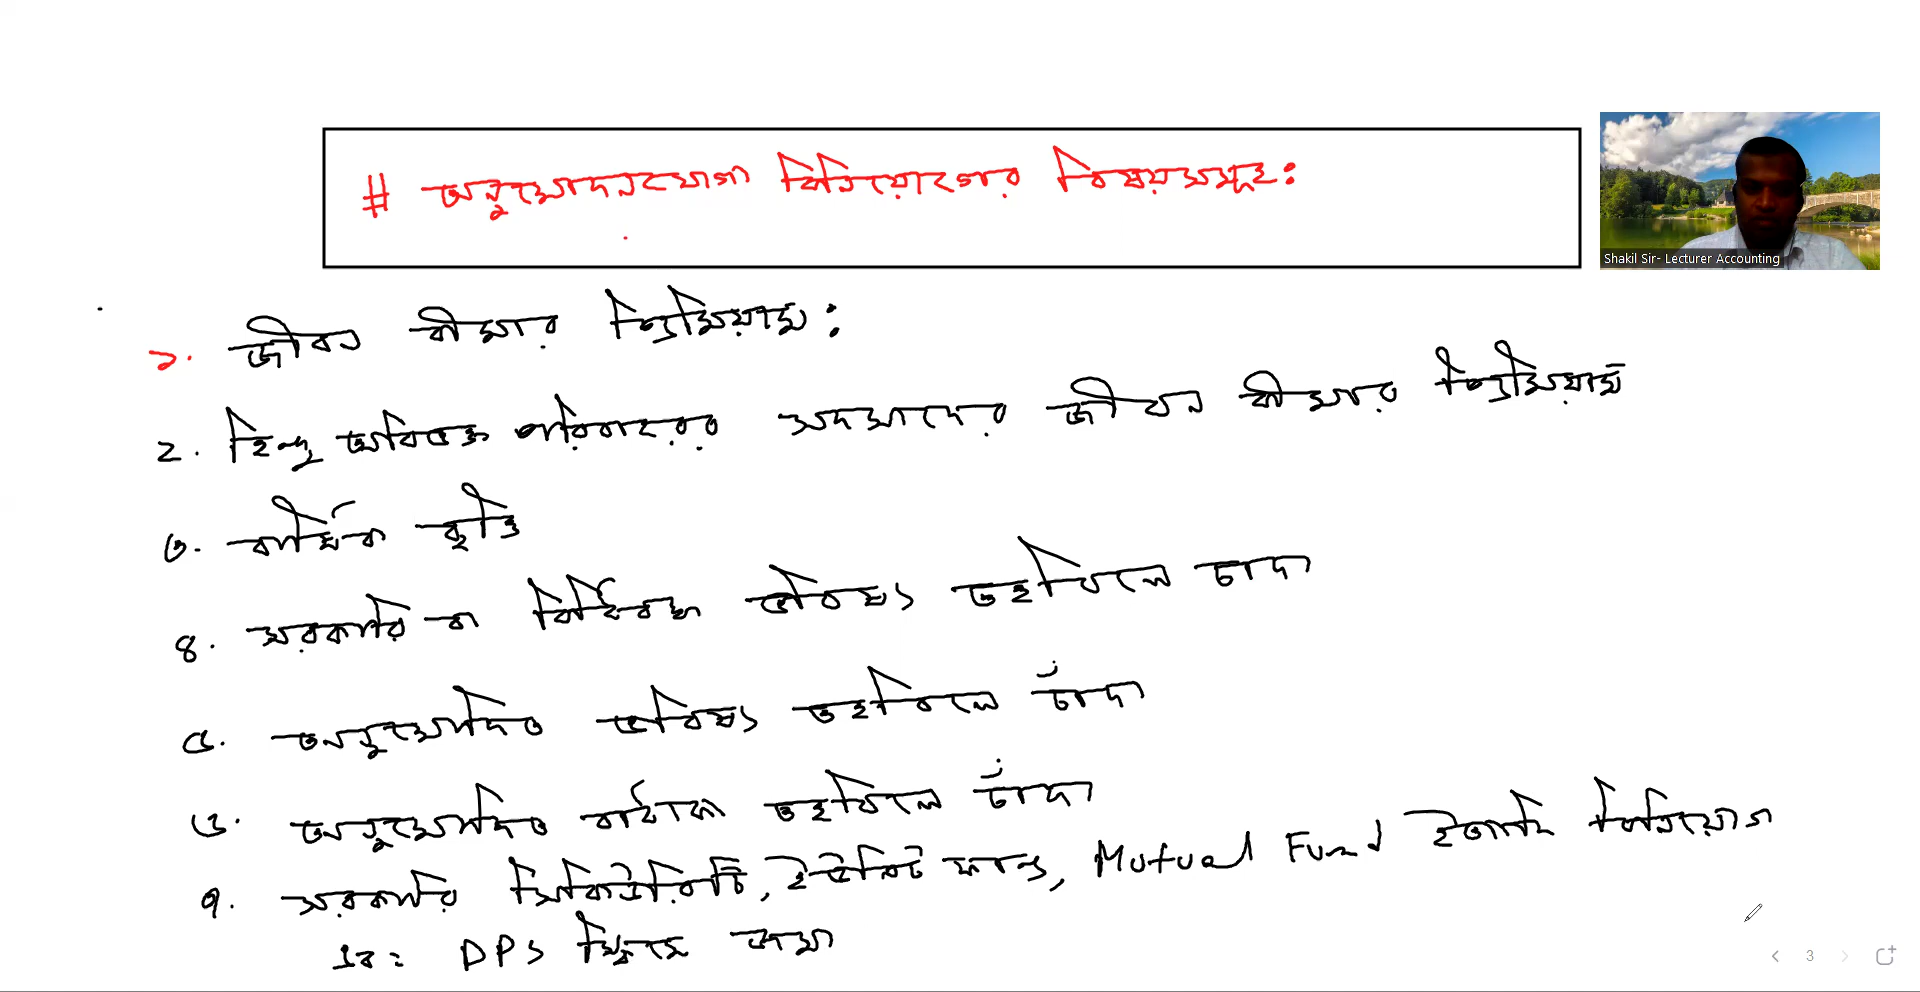 # অনুমোদনযোগ্য বিনিয়োগের বিষয়সমূহঃ
Shakil Sir- Lecturer Accounting
১. জীবন বীমার প্রিমিয়ামঃ
২. হিন্দু অবিভক্ত পরিবারের সদস্যদের জীবন বীমার প্রিমিয়াম
৩. বার্ষিক বৃত্তি
৪. সরকারি বা বিধিবদ্ধ ভবিষ্য তহবিলে চাদা
৫. অনুমোদিত ভবিষ্য তহবিলে চাঁদা
৬. অনুমোদিত বার্ধক্য তহবিলে চাঁদা
৭. সরকারি সিকিউরিটি, ইউনিট ফান্ড, Mutual Fund ইত্যাদি বিনিয়োগ
এবং DPS স্কিমে জমা
3